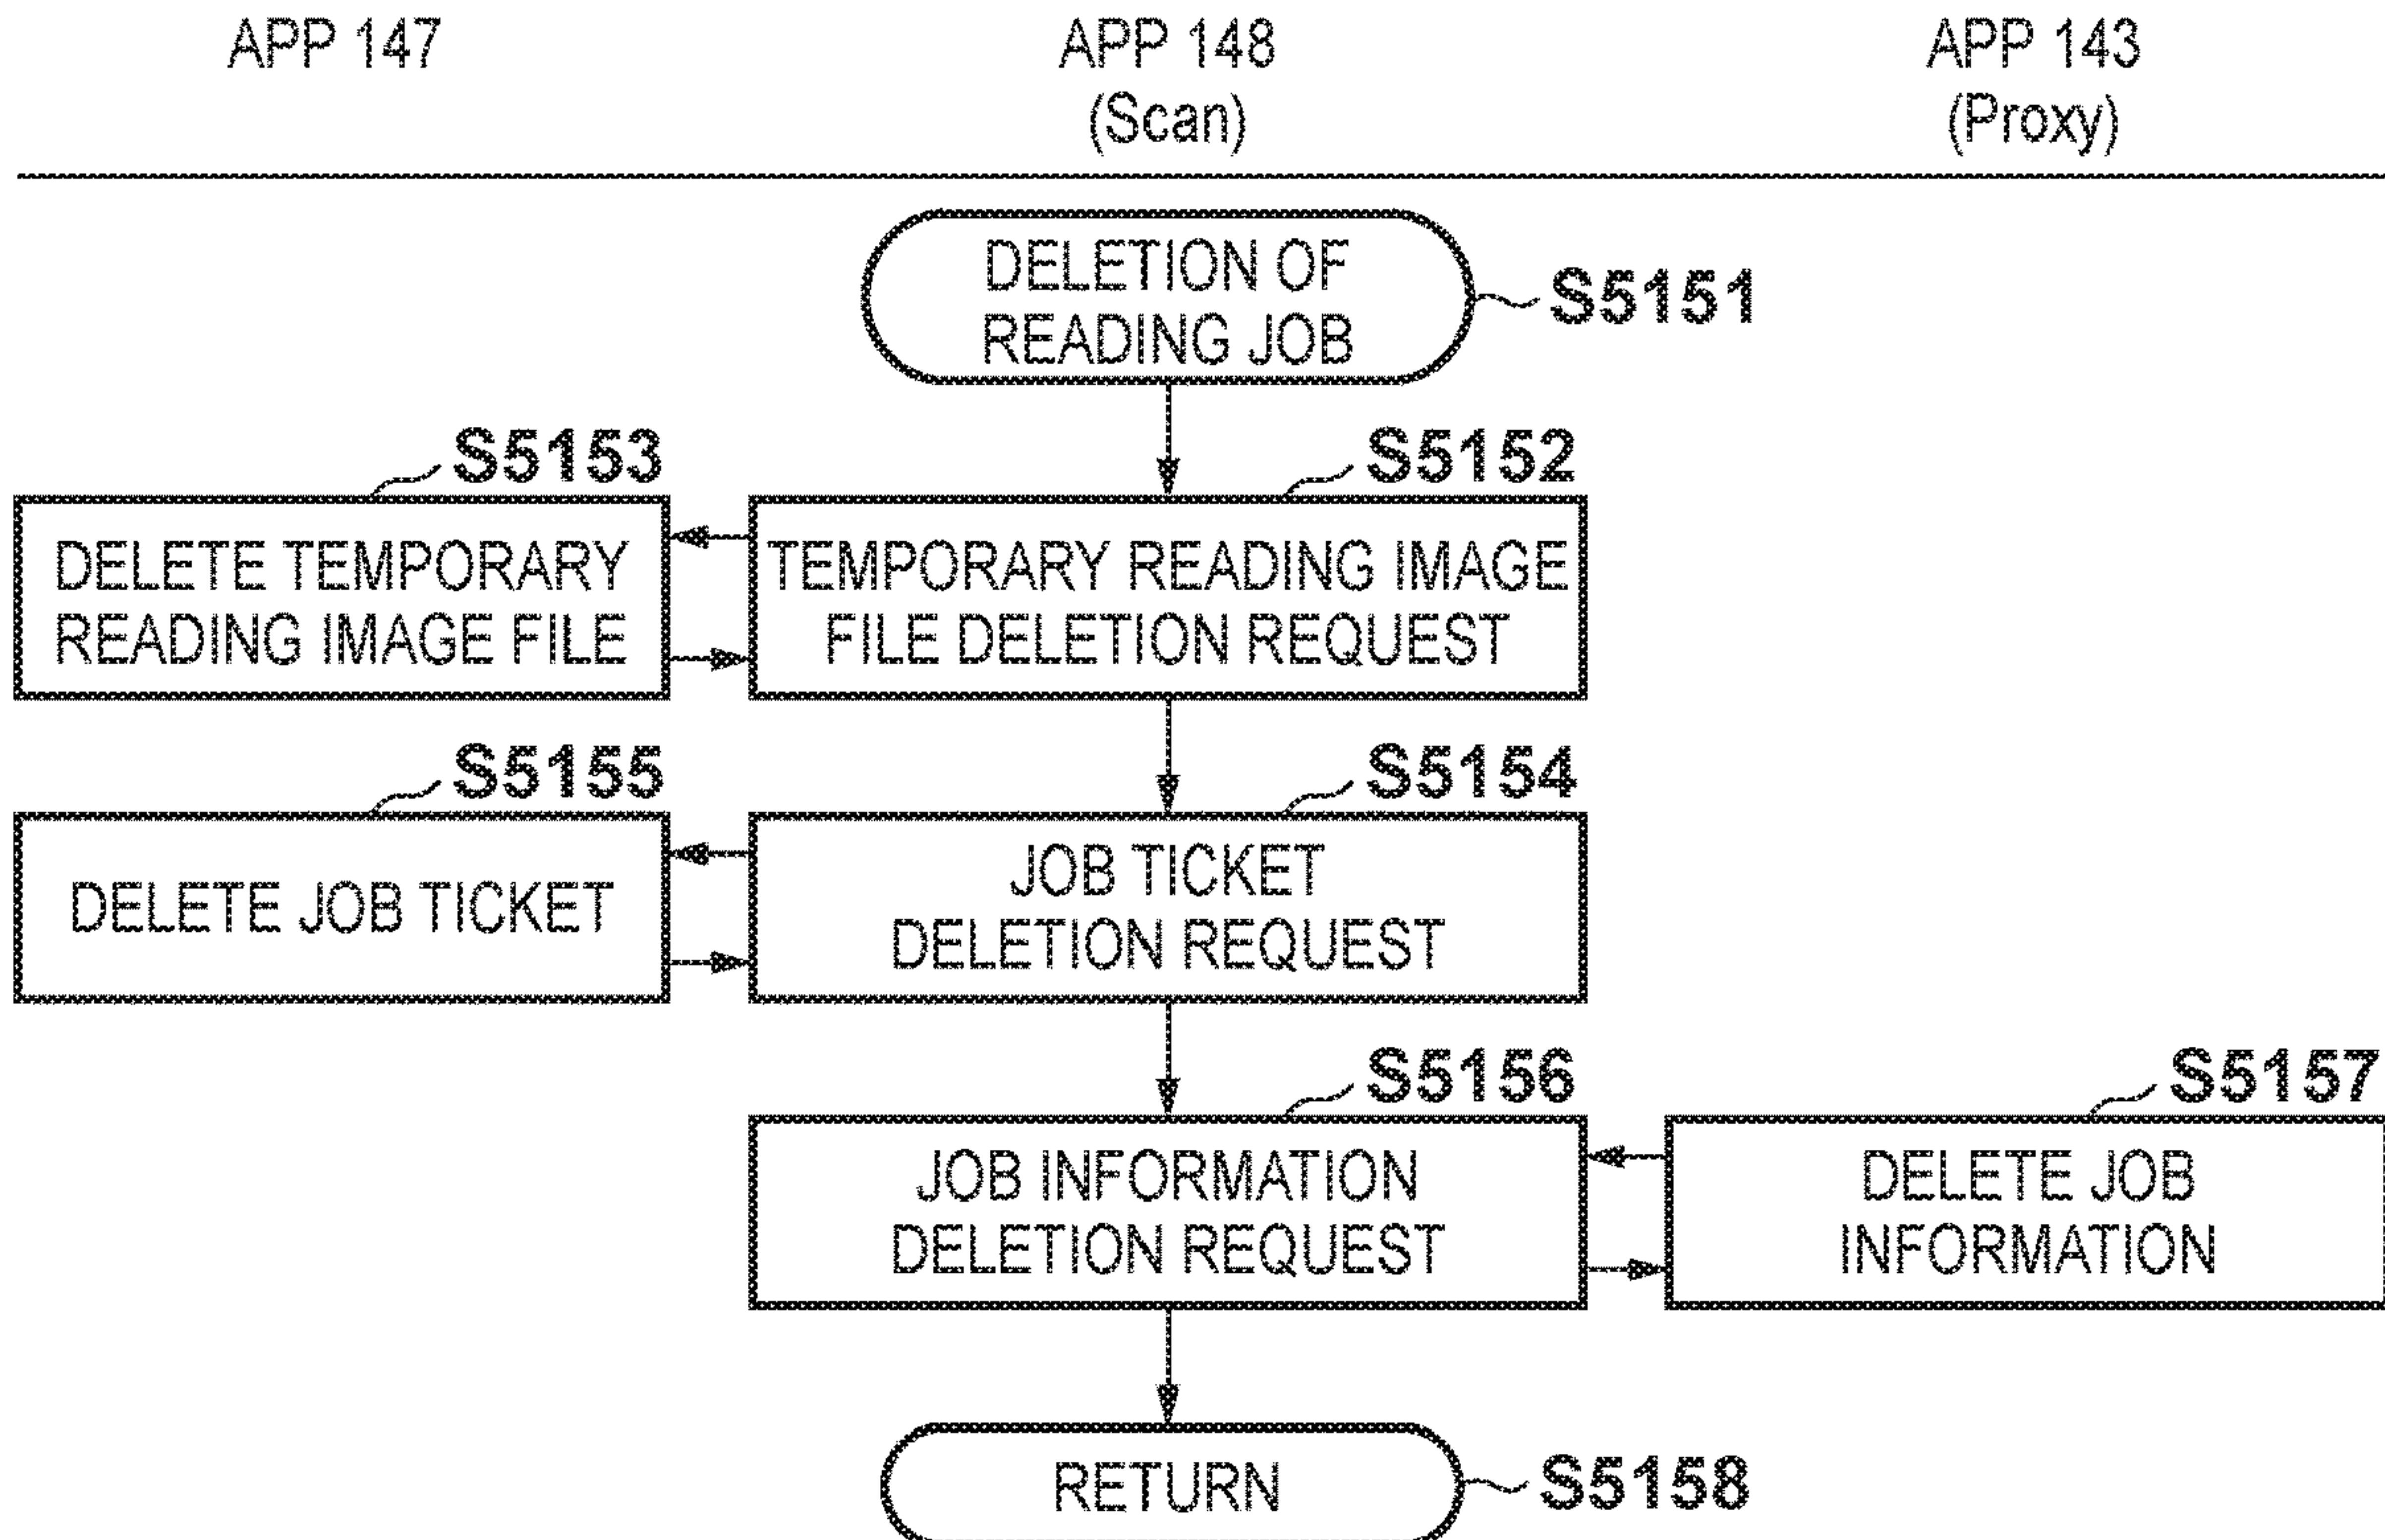 APP 147
APP 148
(Scan)
APP 143
(Proxy)
DELETION OF
READING JOB
S5151
S5153
S5152
DELETE TEMPORARY
READING IMAGE FILE
TEMPORARY READING IMAGE
FILE DELETION REQUEST
S5155
S5154
DELETE JOB TICKET
JOB TICKET
DELETION REQUEST
S5156
S5157
JOB INFORMATION
DELETION REQUEST
DELETE JOB
INFORMATION
RETURN
S5158